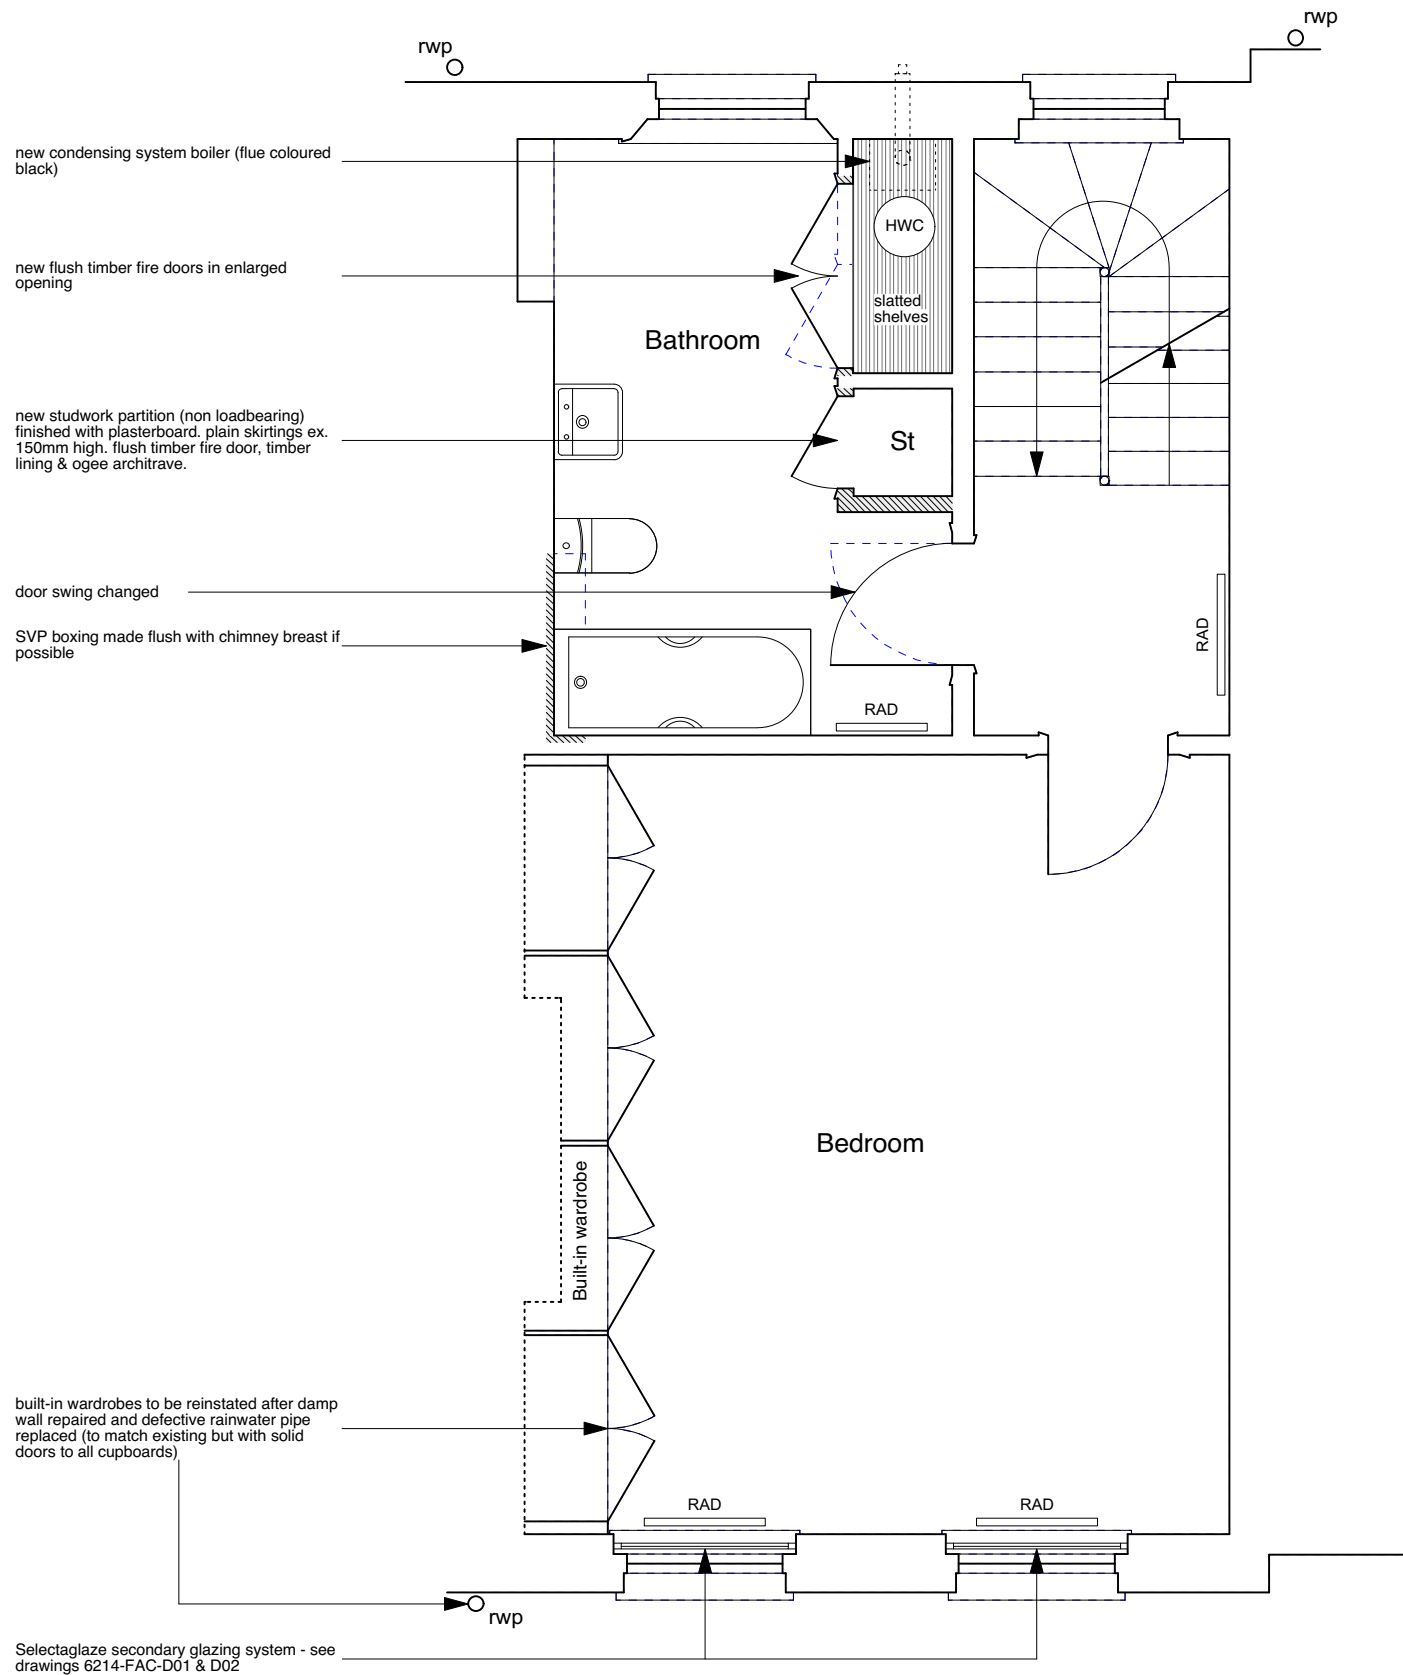 rwp
rwp
new condensing system boiler (flue coloured
black)
HWC
new flush timber fire doors in enlarged
opening
slatted
shelves
Bathroom
new studwork partition (non loadbearing)
finished with plasterboard. plain skirtings ex.
150mm high. flush timber fire door, timber
lining & ogee architrave.
St
door swing changed
SVP boxing made flush with chimney breast if
possible
RAD
RAD
Bedroom
Built-in wardrobe
built-in wardrobes to be reinstated after damp
wall repaired and defective rainwater pipe
replaced (to match existing but with solid
doors to all cupboards)
RAD
RAD
rwp
Selectaglaze secondary glazing system - see
drawings 6214-FAC-D01 & D02